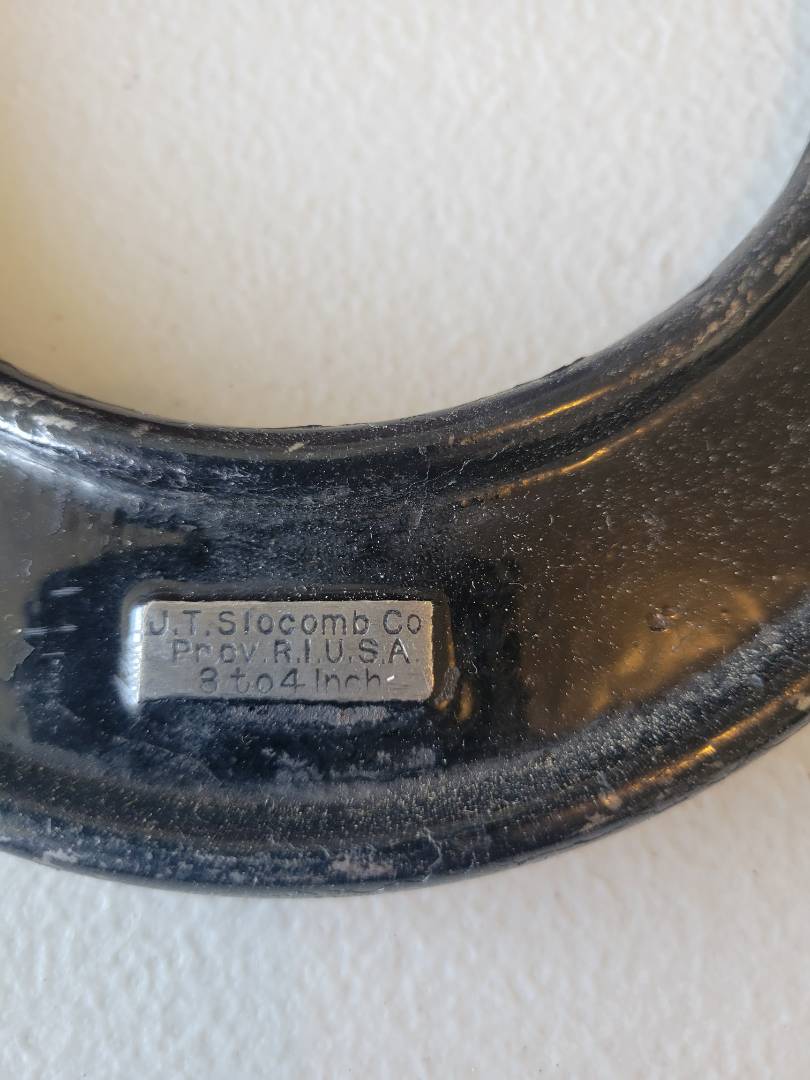 J.T.Slocomb Co
Prov.R.I.U.S.A.
3 to 4 Inch